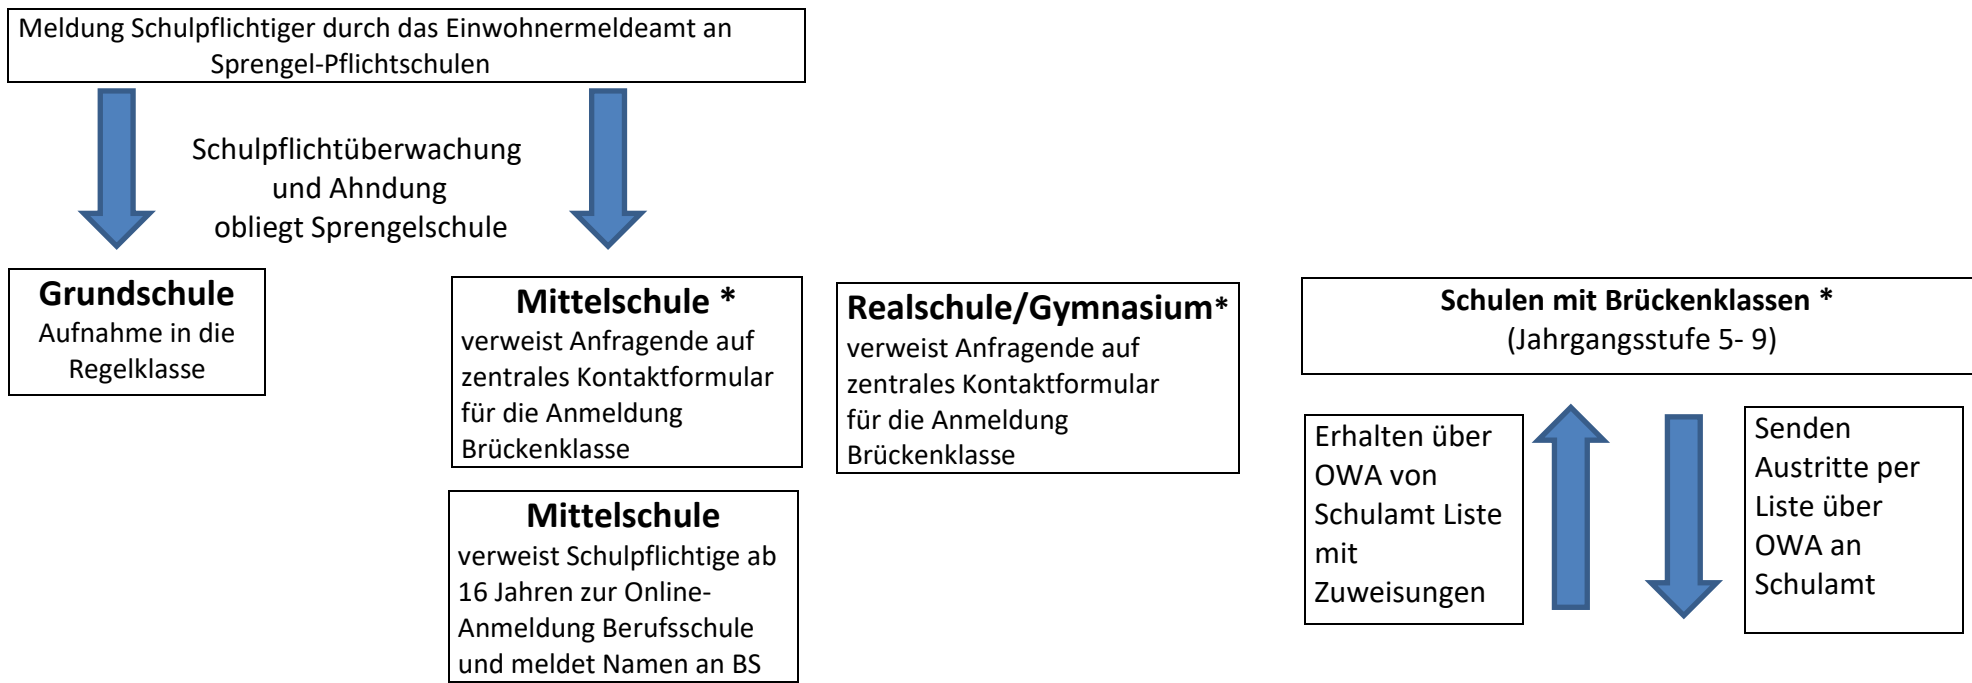 Meldung Schulpflichtiger durch das Einwohnermeldeamt an
Sprengel-Pflichtschulen
Schulpflichtüberwachung
und Ahndung
obliegt Sprengelschule
Grundschule
Aufnahme in die
Regelklasse
Mittelschule *
verweist Anfragende auf
zentrales Kontaktformular
für die Anmeldung
Brückenklasse
Mittelschule
verweist Schulpflichtige ab
16 Jahren zur Online-
Anmeldung Berufsschule
und meldet Namen an BS
Realschule/Gymnasium*
verweist Anfragende auf
zentrales Kontaktformular
für die Anmeldung
Brückenklasse
Schulen mit Brückenklassen *
(Jahrgangsstufe 5- 9)
Erhalten über
OWA von
Schulamt Liste
mit
Zuweisungen
Senden
Austritte per
Liste über
OWA an
Schulamt